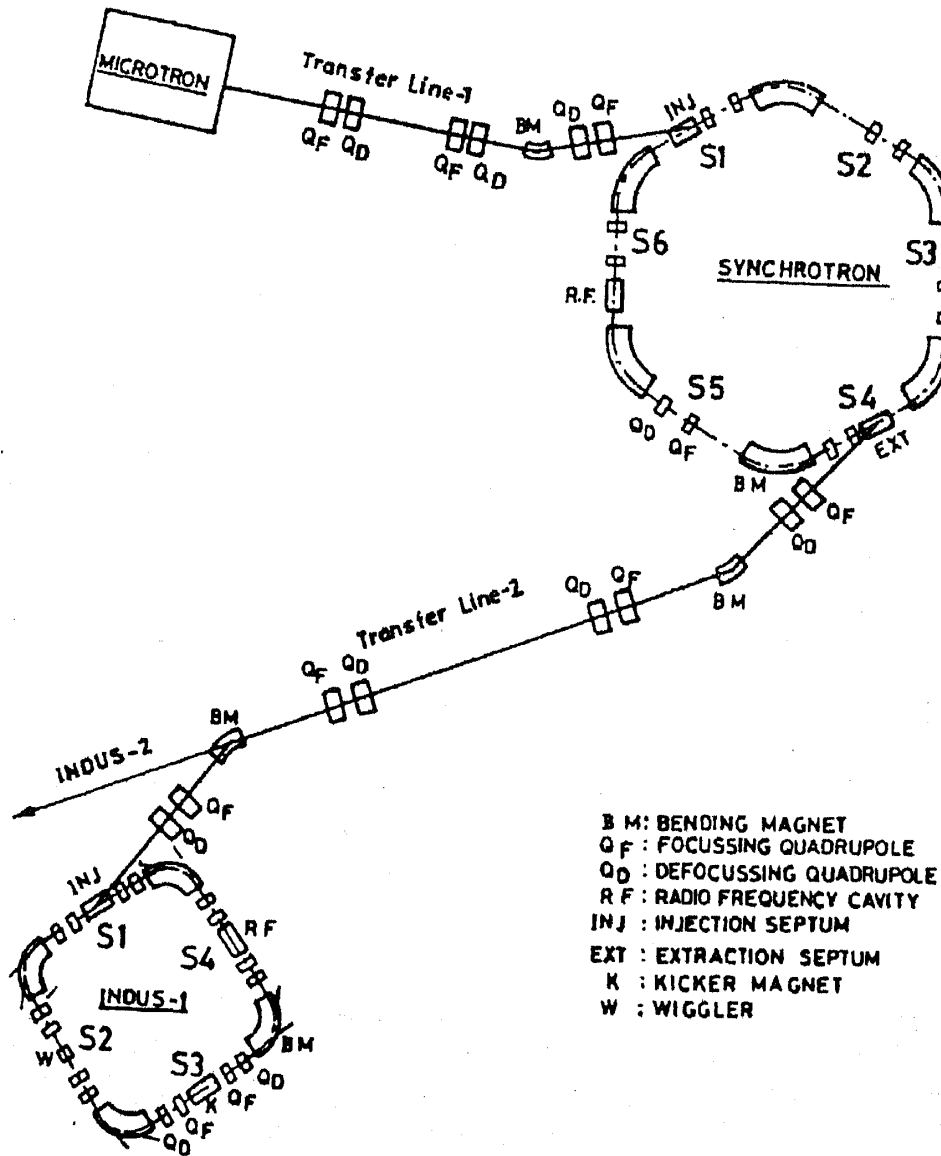 MICROTRON
Transfer Line-1
QF QD
QF QD
BM
QD QF
INJ
S1
S2
S3
S6
SYNCHROTRON
R.F.
S5
S4
QD QF
BM
EXT
QF
QD
BM
QD QF
Transfer Line-2
QF QD
BM
INDUS-2
QF
QD
INJ
S1
RF
S4
INDUS-1
S2
W
S3
BM
QD
QF
K
QF
QD
BM: BENDING MAGNET
QF : FOCUSSING QUADRUPOLE
QD : DEFOCUSSING QUADRUPOLE
RF : RADIO FREQUENCY CAVITY
INJ : INJECTION SEPTUM
EXT : EXTRACTION SEPTUM
K : KICKER MAGNET
W : WIGGLER